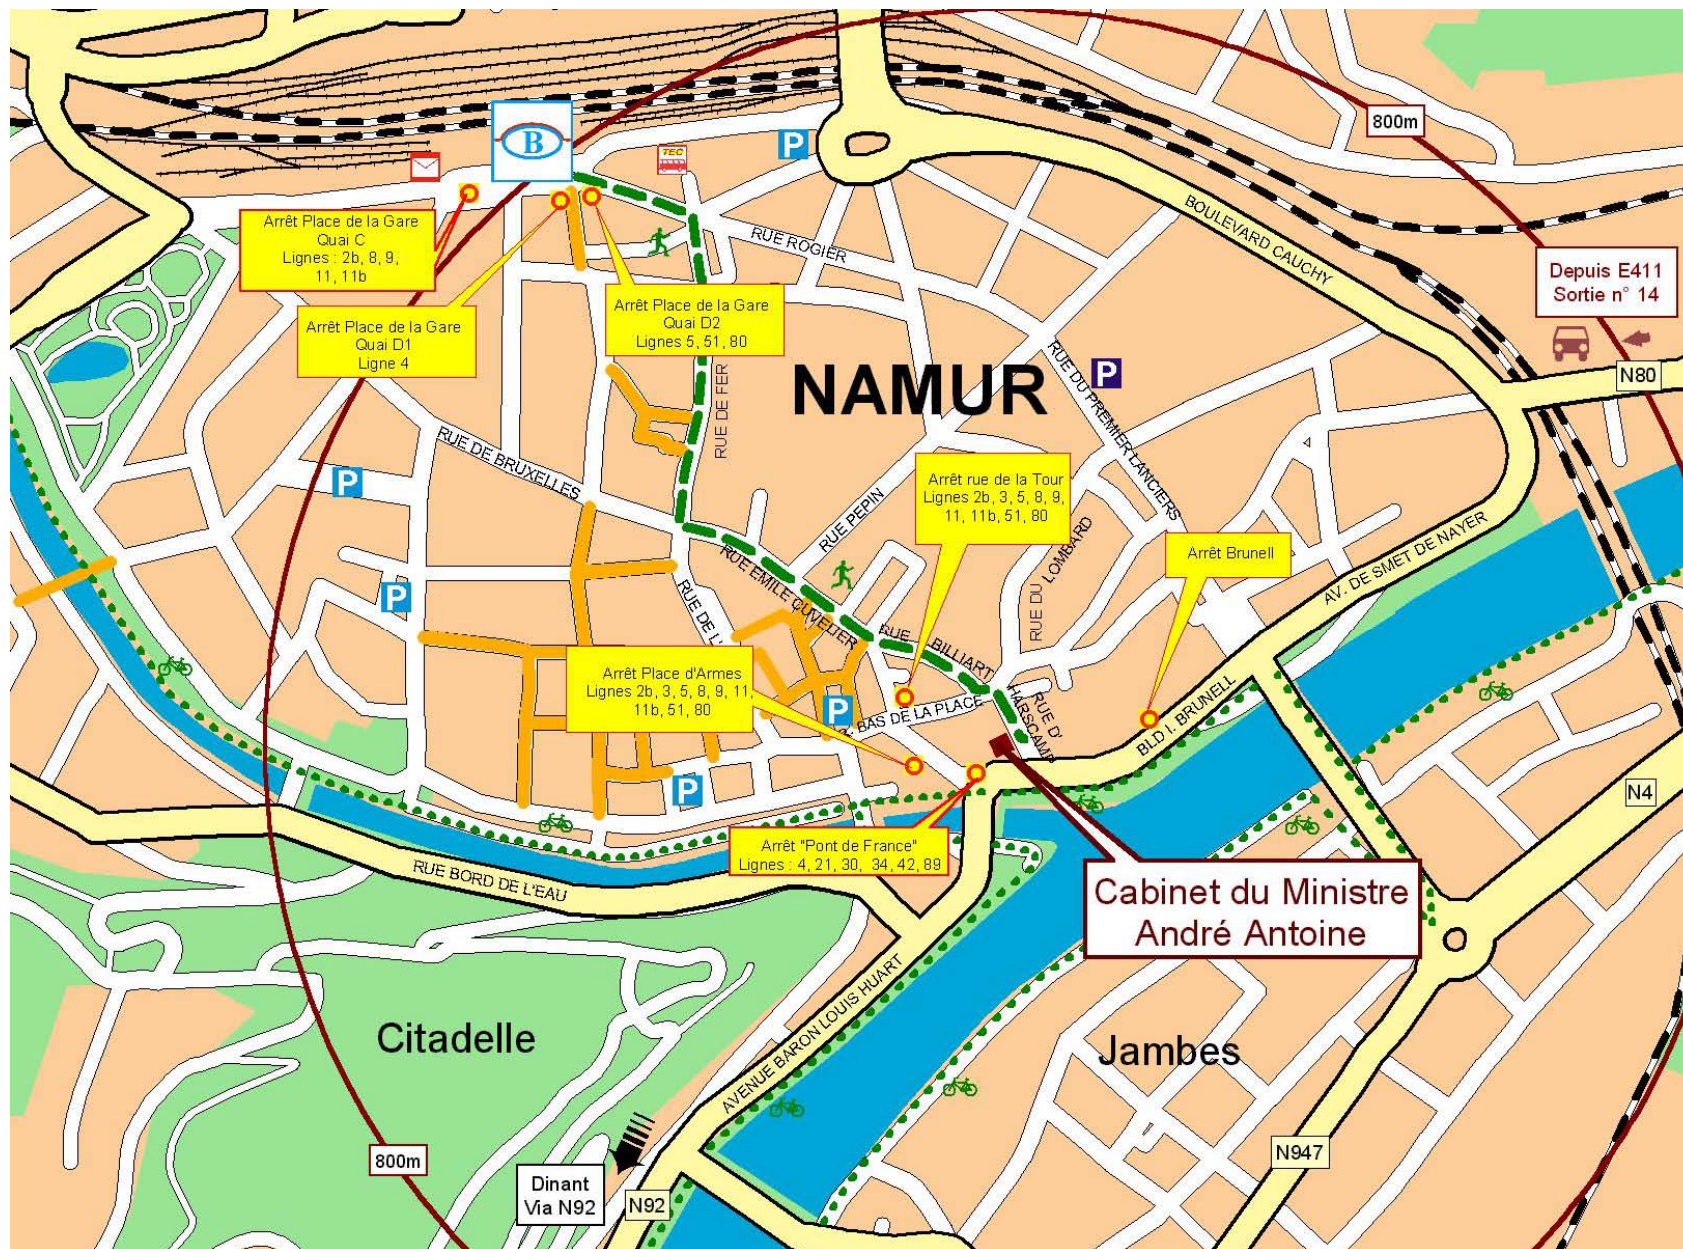 800m
B
P
TEC
Arrêt Place de la Gare
Quai C
Lignes : 2b, 8, 9,
11, 11b
BOULEVARD CAUCHY
RUE ROGIER
Depuis E411
Sortie n° 14
Arrêt Place de la Gare
Quai D1
Ligne 4
Arrêt Place de la Gare
Quai D2
Lignes 5, 51, 80
NAMUR
P
N80
RUE DE FER
RUE DU PREMIER LANCIERS
RUE DE BRUXELLES
P
Arrêt rue de la Tour
Lignes 2b, 3, 5, 8, 9,
11, 11b, 51, 80
RUE PEPIN
RUE DU LOMBARD
Arrêt Brunell
AV. DE SMET DE NAYER
P
RUE EMILE CUVELIER
RUE DE L'
RUE BILLIART
Arrêt Place d'Armes
Lignes 2b, 3, 5, 8, 9, 11,
11b, 51, 80
P
BAS DE LA PLACE
RUE D'
HARSCAMP
BLD I. BRUNELL
P
N4
Arrêt "Pont de France"
Lignes : 4, 21, 30, 34, 42, 89
RUE BORD DE L'EAU
Cabinet du Ministre
André Antoine
AVENUE BARON LOUIS HUART
Citadelle
Jambes
800m
Dinant
Via N92
N92
N947